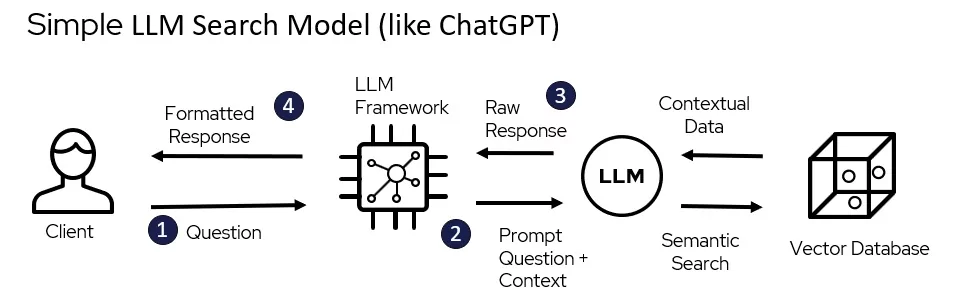 Simple LLM Search Model (like ChatGPT)
Formatted
Response
4
LLM
Framework
Raw
Response
3
Contextual
Data
LLM
Client
1
Question
2
Prompt
Question +
Context
Semantic
Search
Vector Database